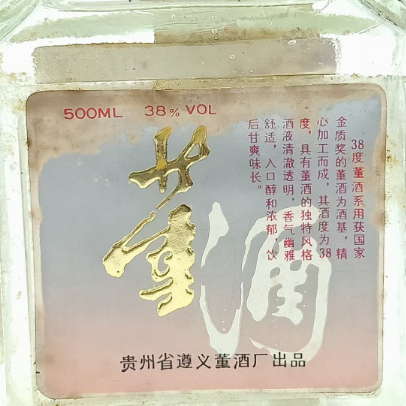 500ML 38% VOL
董酒
38度董酒系用获国家
金质奖的董酒为酒基，精
心加工而成，其酒度为38
度，具有董酒的独特风格
酒液清澈透明，香气幽雅
舒适，入口醇和浓郁，饮
后甘爽味长。
贵州省遵义董酒厂出品